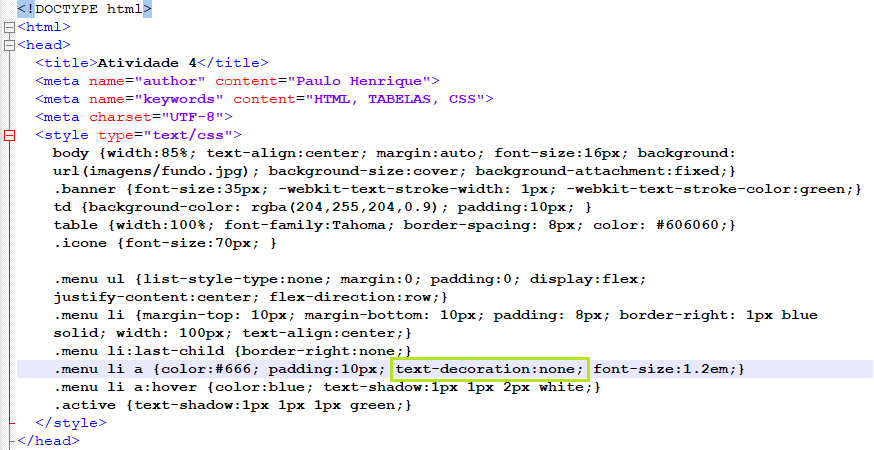 <!DOCTYPE html>
<html>
<head>
<title>Atividade 4</title>
<meta name="author" content="Paulo Henrique">
<meta name="keywords" content="HTML, TABELAS, CSS">
<meta charset="UTF-8">
<style type="text/css">
body {width:85%; text-align:center; margin:auto; font-size:16px; background:
url(imagens/fundo.jpg); background-size:cover; background-attachment:fixed;}
.banner {font-size:35px; -webkit-text-stroke-width: 1px; -webkit-text-stroke-color:green;}
td {background-color: rgba(204,255,204,0.9); padding:10px; }
table {width:100%; font-family:Tahoma; border-spacing: 8px; color: #606060;}
.icone {font-size:70px; }
.menu ul {list-style-type:none; margin:0; padding:0; display:flex;
justify-content:center; flex-direction:row;}
.menu li {margin-top: 10px; margin-bottom: 10px; padding: 8px; border-right: 1px blue
solid; width: 100px; text-align:center;}
.menu li:last-child {border-right:none;}
.menu li a {color:#666; padding:10px; text-decoration:none; font-size:1.2em;}
.menu li a:hover {color:blue; text-shadow:1px 1px 2px white;}
.active {text-shadow:1px 1px 1px green;}
</style>
</head>